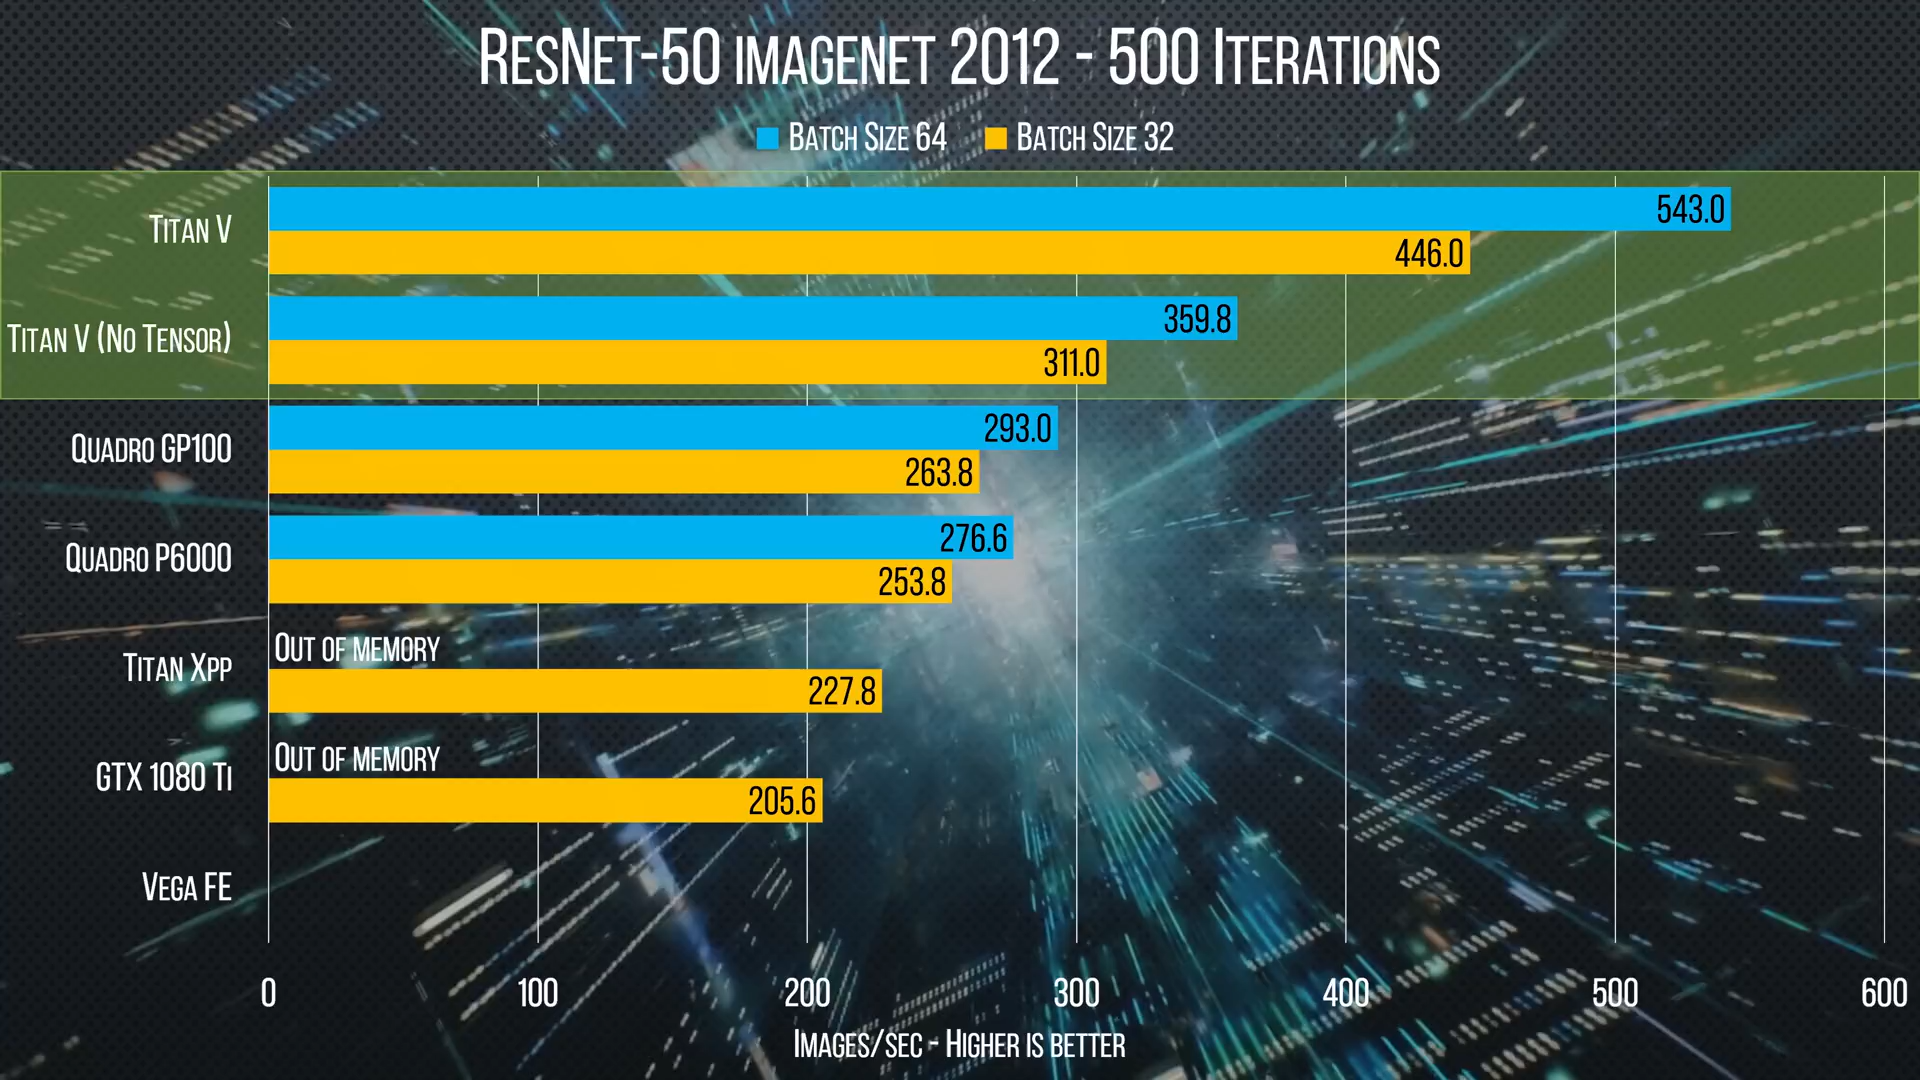 ResNet-50 imagenet 2012 - 500 Iterations
Batch Size 64 Batch Size 32
Titan V
543.0
446.0
Titan V (No Tensor)
359.8
311.0
Quadro GP100
293.0
263.8
Quadro P6000
276.6
253.8
Titan Xpp
Out of memory
227.8
GTX 1080 Ti
Out of memory
205.6
Vega FE
0 100 200 300 400 500 600
Images/sec - Higher is better